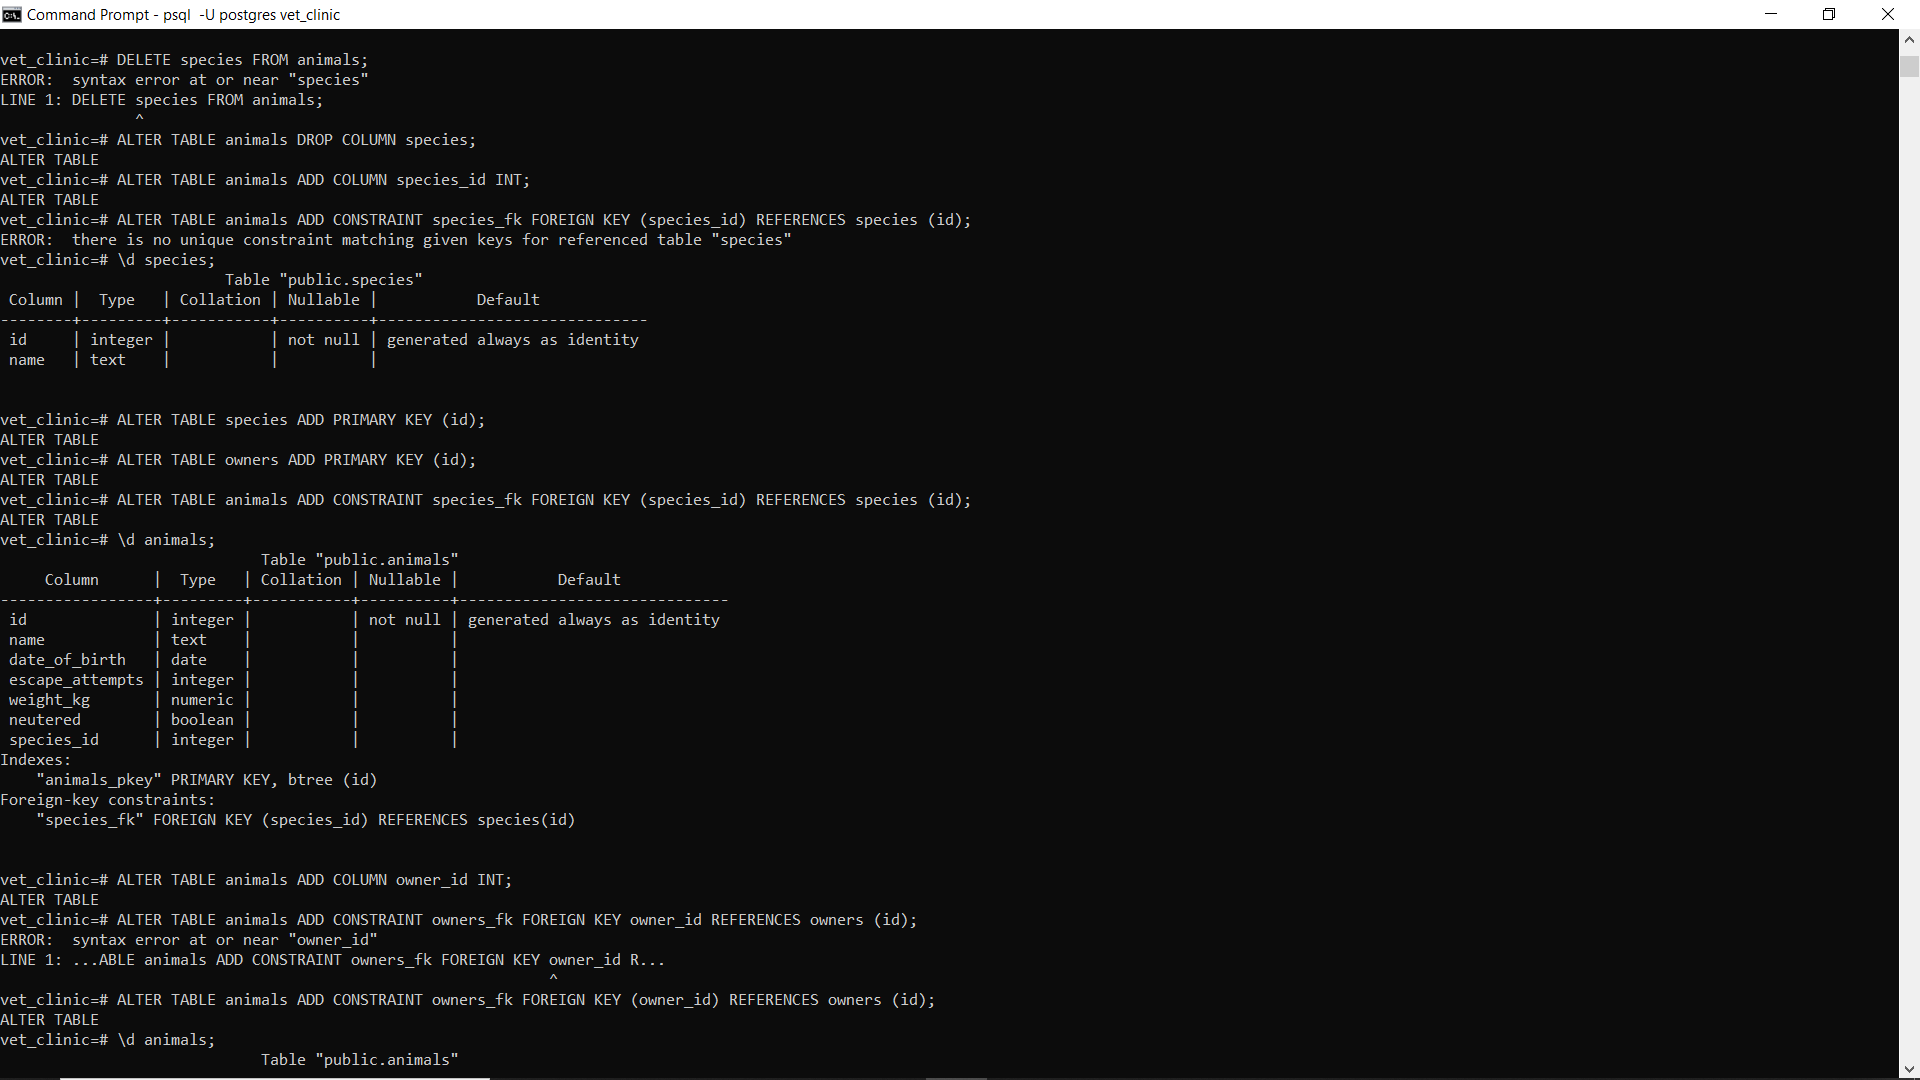 Command Prompt - psql  -U postgres vet_clinic
vet_clinic=# DELETE species FROM animals;
ERROR:  syntax error at or near "species"
LINE 1: DELETE species FROM animals;
               ^
vet_clinic=# ALTER TABLE animals DROP COLUMN species;
ALTER TABLE
vet_clinic=# ALTER TABLE animals ADD COLUMN species_id INT;
ALTER TABLE
vet_clinic=# ALTER TABLE animals ADD CONSTRAINT species_fk FOREIGN KEY (species_id) REFERENCES species (id);
ERROR:  there is no unique constraint matching given keys for referenced table "species"
vet_clinic=# \d species;
                         Table "public.species"
 Column |  Type   | Collation | Nullable |           Default
--------+---------+-----------+----------+------------------------------
 id     | integer |           | not null | generated always as identity
 name   | text    |           |          |
vet_clinic=# ALTER TABLE species ADD PRIMARY KEY (id);
ALTER TABLE
vet_clinic=# ALTER TABLE owners ADD PRIMARY KEY (id);
ALTER TABLE
vet_clinic=# ALTER TABLE animals ADD CONSTRAINT species_fk FOREIGN KEY (species_id) REFERENCES species (id);
ALTER TABLE
vet_clinic=# \d animals;
                             Table "public.animals"
     Column      |  Type   | Collation | Nullable |           Default
-----------------+---------+-----------+----------+------------------------------
 id              | integer |           | not null | generated always as identity
 name            | text    |           |          |
 date_of_birth   | date    |           |          |
 escape_attempts | integer |           |          |
 weight_kg       | numeric |           |          |
 neutered        | boolean |           |          |
 species_id      | integer |           |          |
Indexes:
    "animals_pkey" PRIMARY KEY, btree (id)
Foreign-key constraints:
    "species_fk" FOREIGN KEY (species_id) REFERENCES species(id)
vet_clinic=# ALTER TABLE animals ADD COLUMN owner_id INT;
ALTER TABLE
vet_clinic=# ALTER TABLE animals ADD CONSTRAINT owners_fk FOREIGN KEY owner_id REFERENCES owners (id);
ERROR:  syntax error at or near "owner_id"
LINE 1: ...ABLE animals ADD CONSTRAINT owners_fk FOREIGN KEY owner_id R...
                                                             ^
vet_clinic=# ALTER TABLE animals ADD CONSTRAINT owners_fk FOREIGN KEY (owner_id) REFERENCES owners (id);
ALTER TABLE
vet_clinic=# \d animals;
                             Table "public.animals"